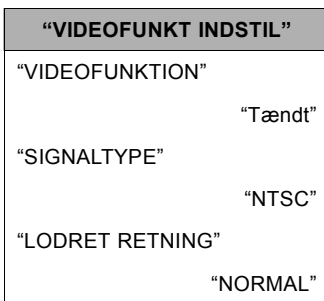 “VIDEOFUNKT INDSTIL”
“VIDEOFUNKTION”
“Tændt”
“SIGNALTYPE”
“NTSC”
“LODRET RETNING”
“NORMAL”